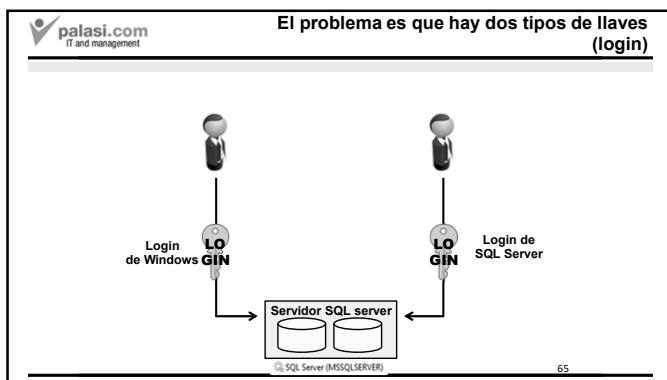 palasi.com
IT and management
El problema es que hay dos tipos de llaves
(login)
Login
de Windows
LO
GIN
LO
GIN
Login de
SQL Server
Servidor SQL server
SQL Server (MSSQLSERVER)
65